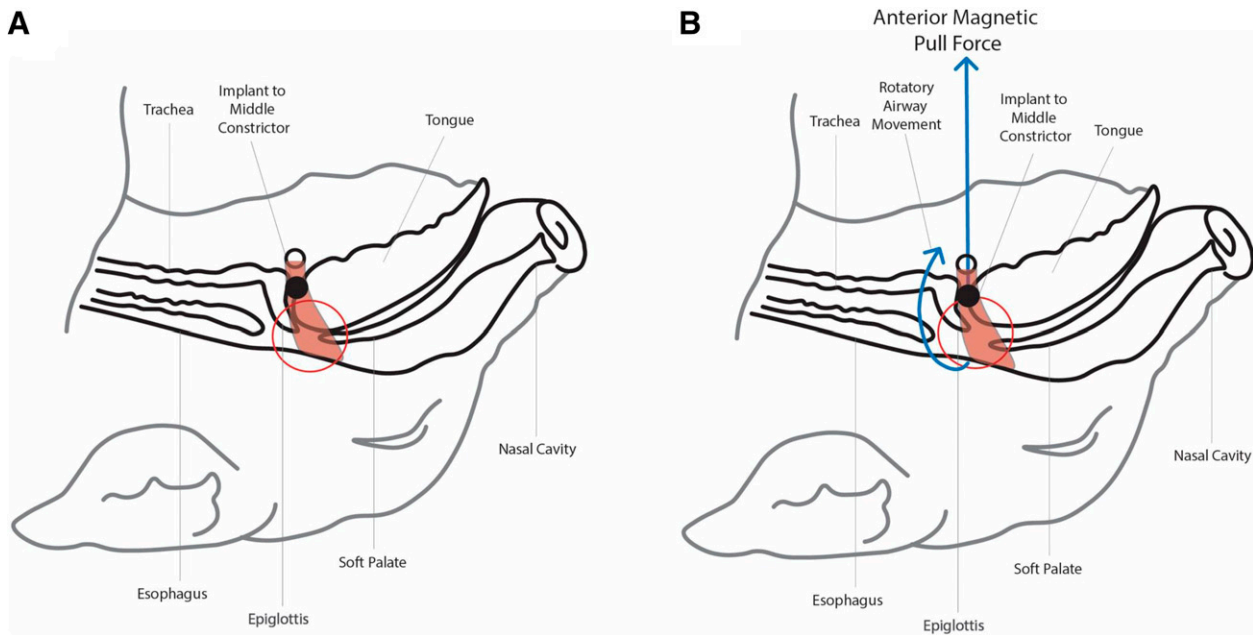 A
Trachea
Implant to
Middle
Constrictor
Tongue
Nasal Cavity
Soft Palate
Esophagus
Epiglottis
B
Anterior Magnetic
Pull Force
Trachea
Rotatory
Airway
Movement
Implant to
Middle
Constrictor
Tongue
Nasal Cavity
Soft Palate
Esophagus
Epiglottis